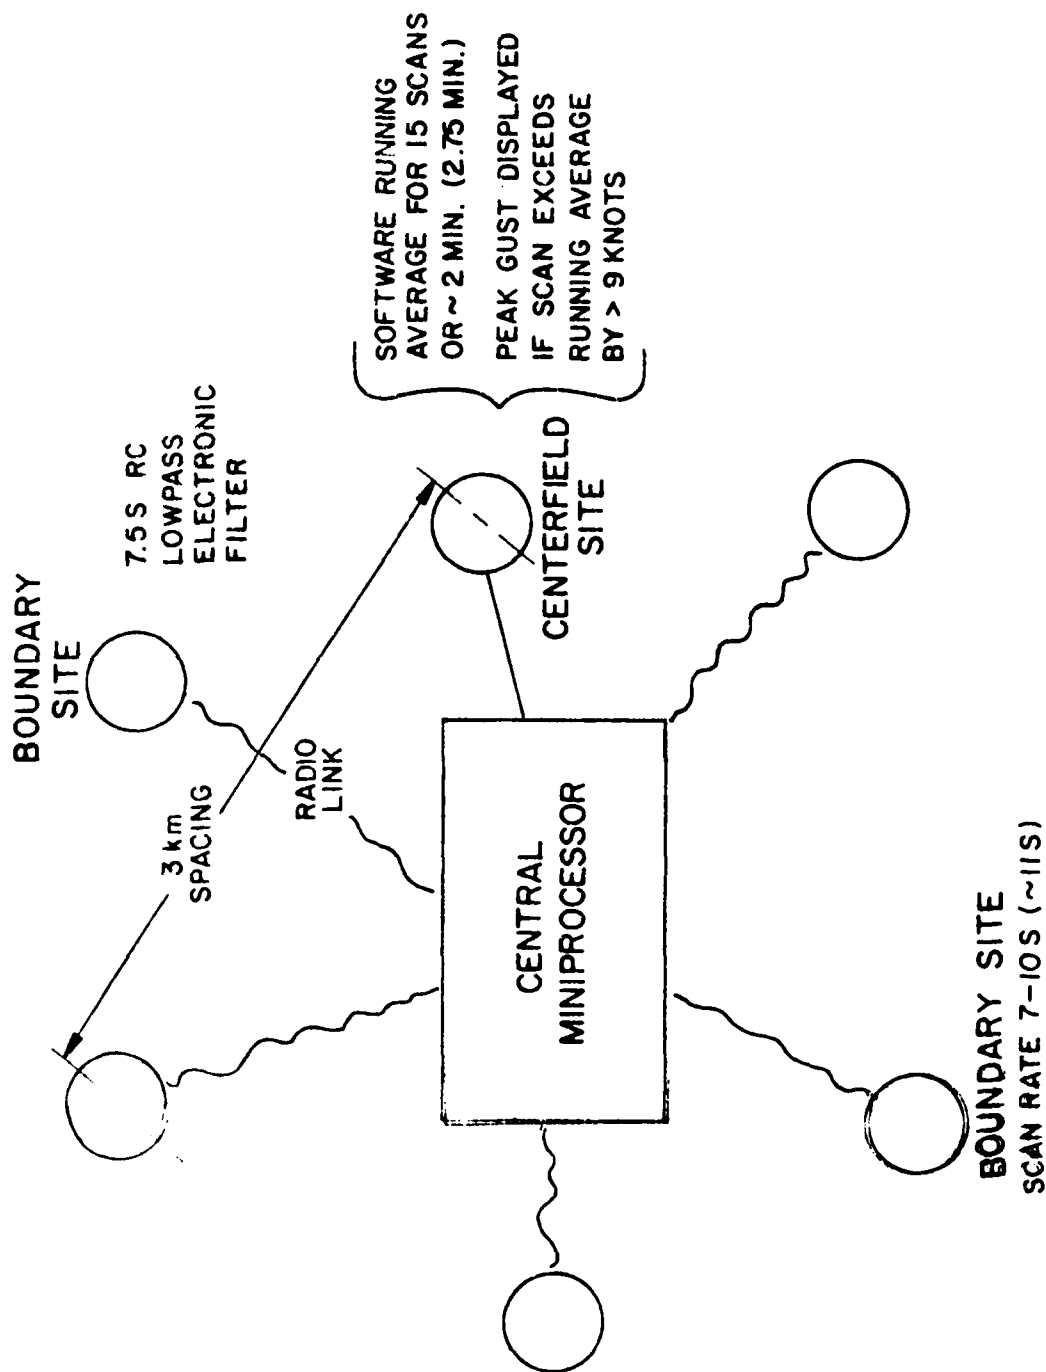 BOUNDARY
SITE
7.5 S RC
LOWPASS
ELECTRONIC
FILTER
3 km
SPACING
RADIO
LINK
CENTRAL
MINIPROCESSOR
CENTERFIELD
SITE
SOFTWARE RUNNING
AVERAGE FOR 15 SCANS
OR ~ 2 MIN. (2.75 MIN.)
PEAK GUST DISPLAYED
IF SCAN EXCEEDS
RUNNING AVERAGE
BY > 9 KNOTS
BOUNDARY SITE
SCAN RATE 7-10S (~11S)